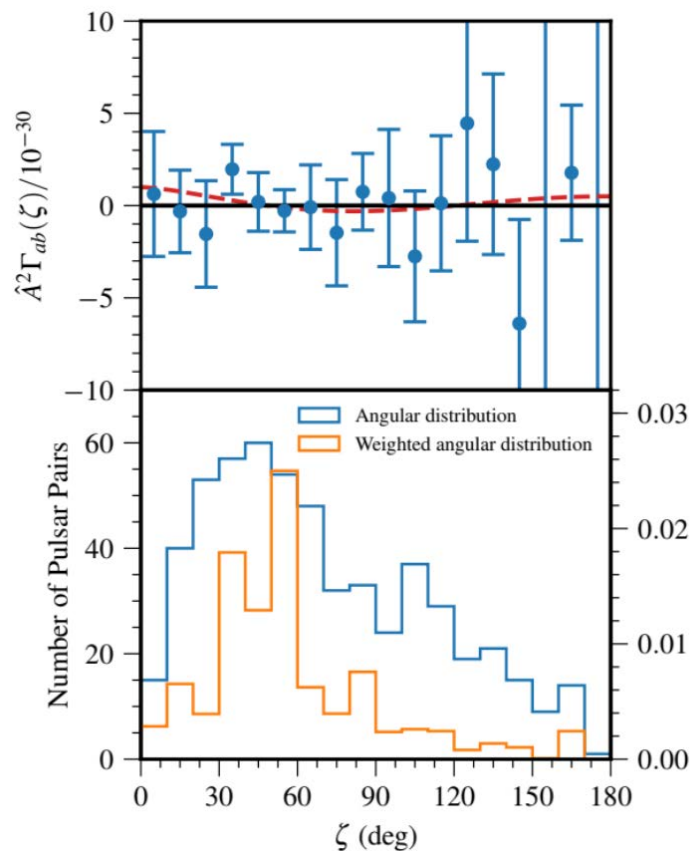 10
5
0
−5
−10
Â²Γab(ζ)/10⁻³⁰
Angular distribution
Weighted angular distribution
60
40
20
0
Number of Pulsar Pairs
0.03
0.02
0.01
0.00
0 30 60 90 120 150 180
ζ (deg)